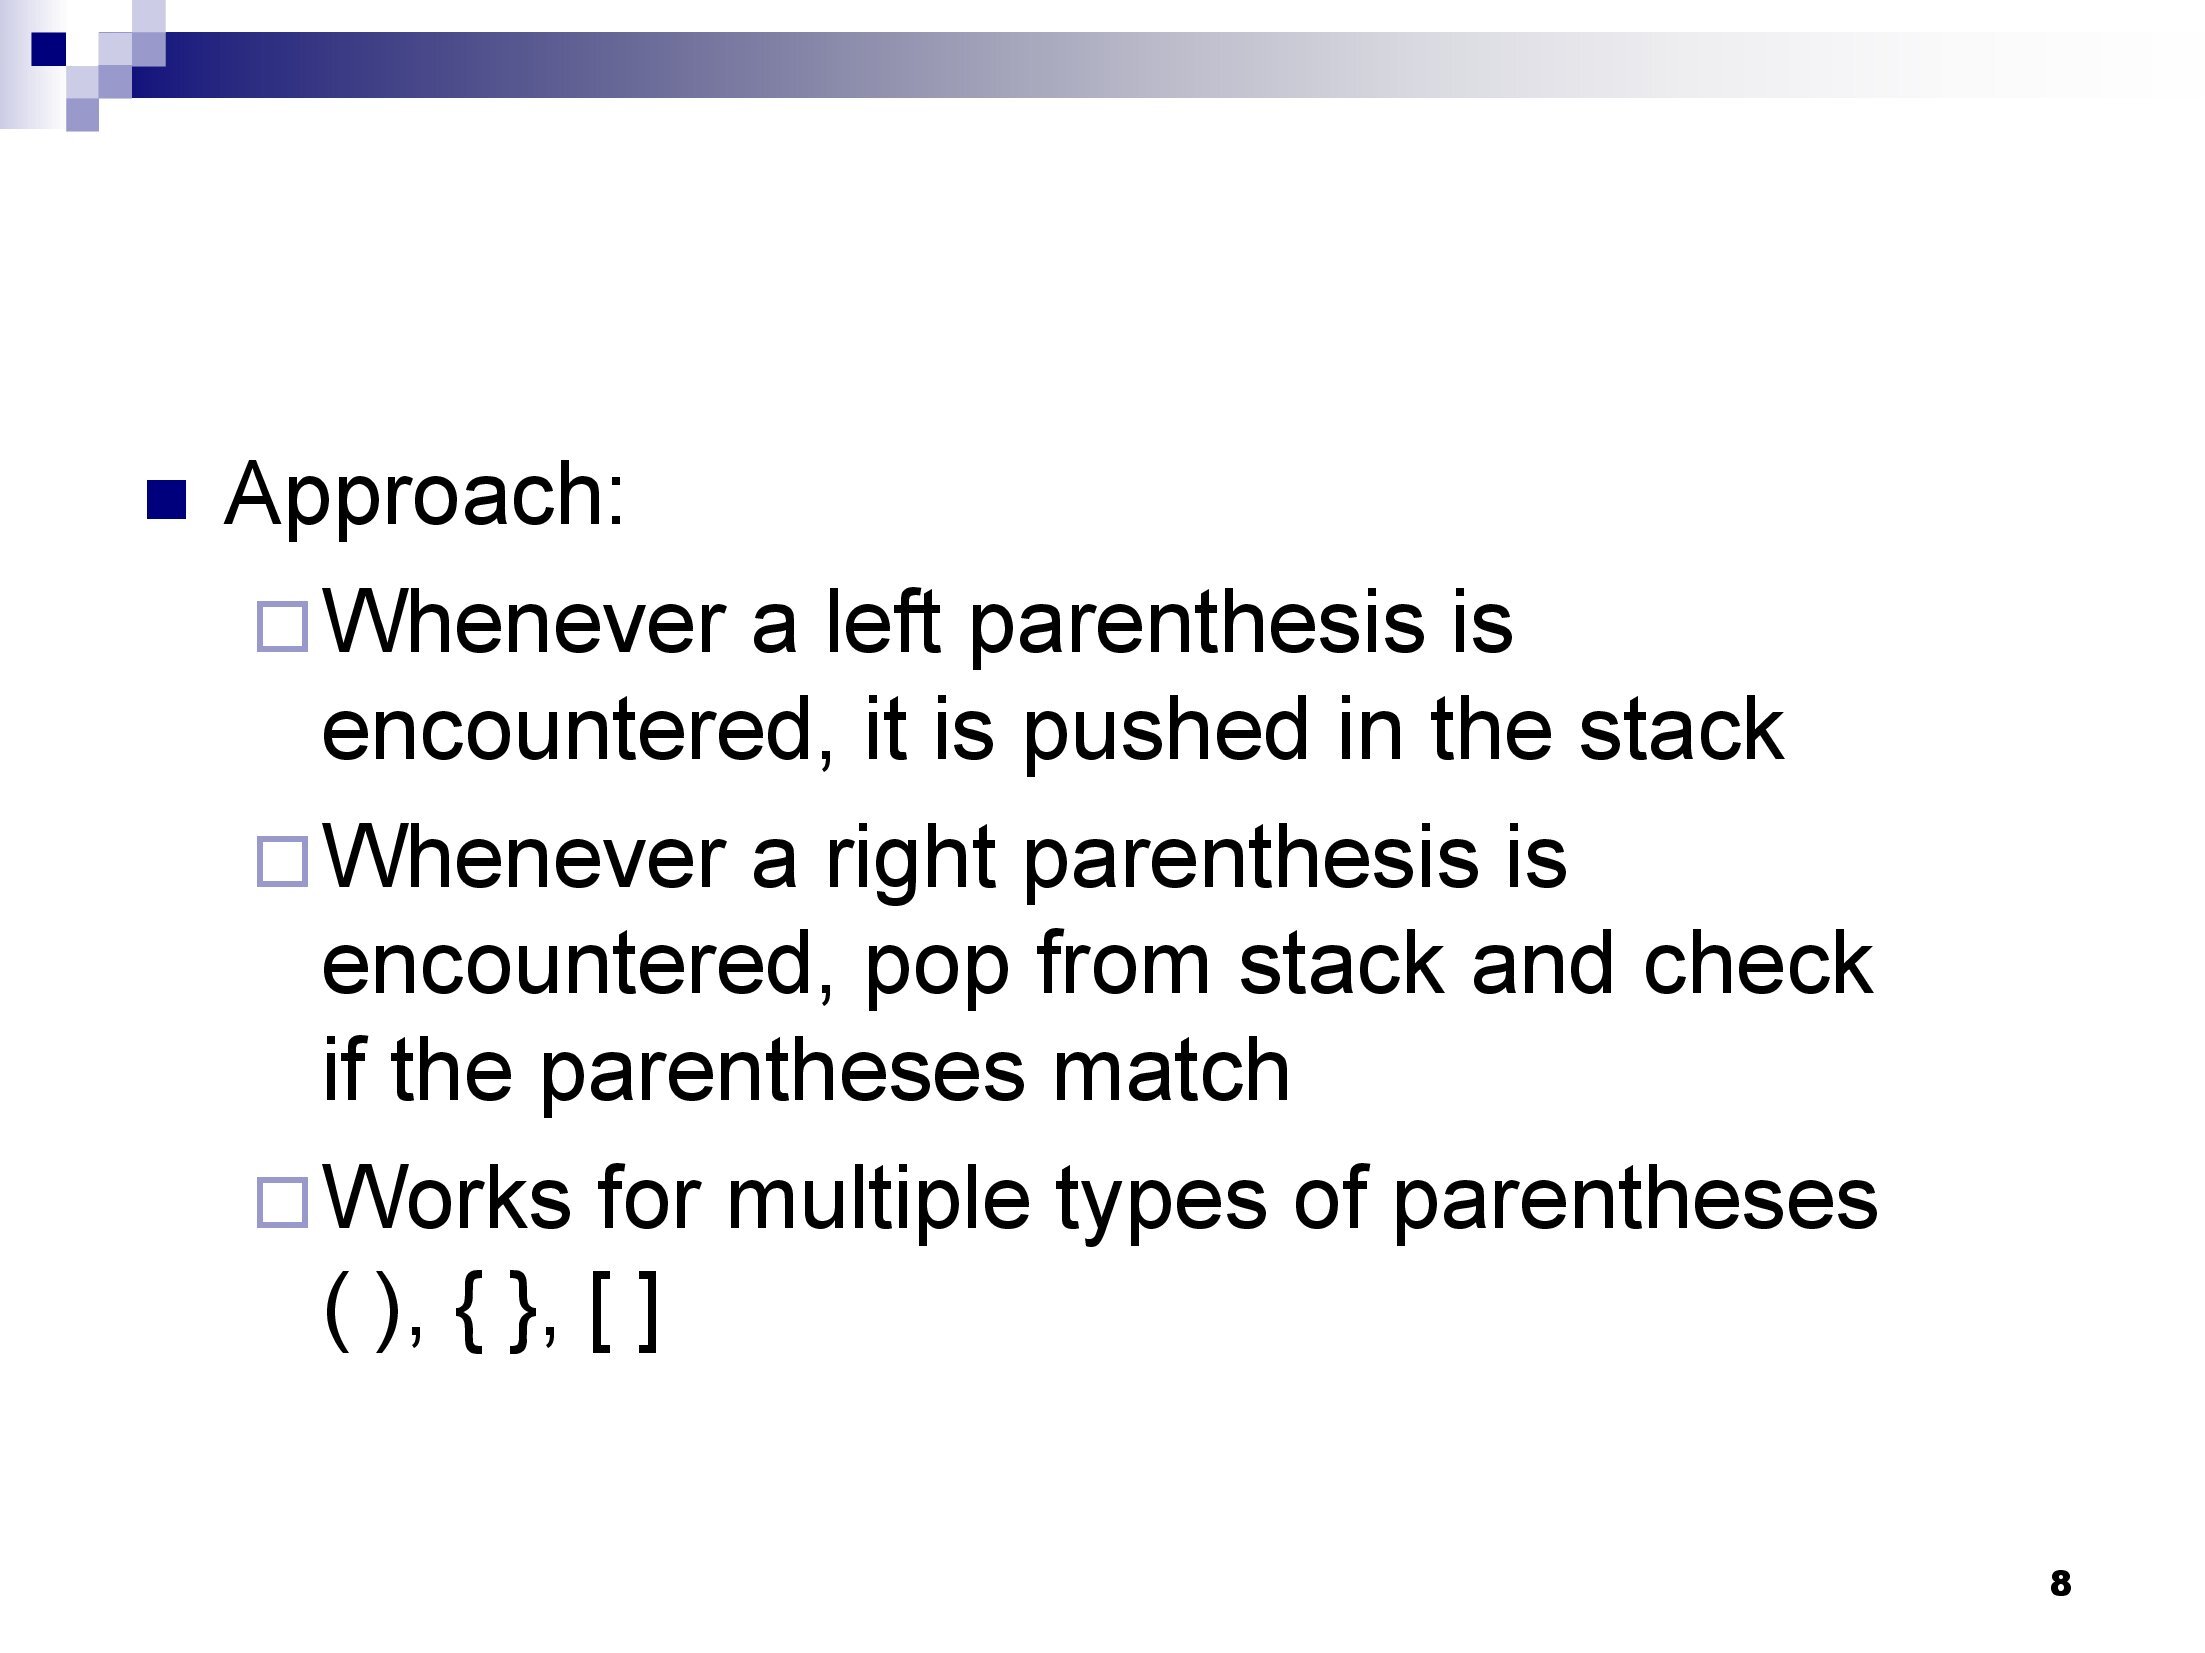 Approach:
Whenever a left parenthesis is
encountered, it is pushed in the stack
Whenever a right parenthesis is
encountered, pop from stack and check
if the parentheses match
Works for multiple types of parentheses
( ), { }, [ ]
8